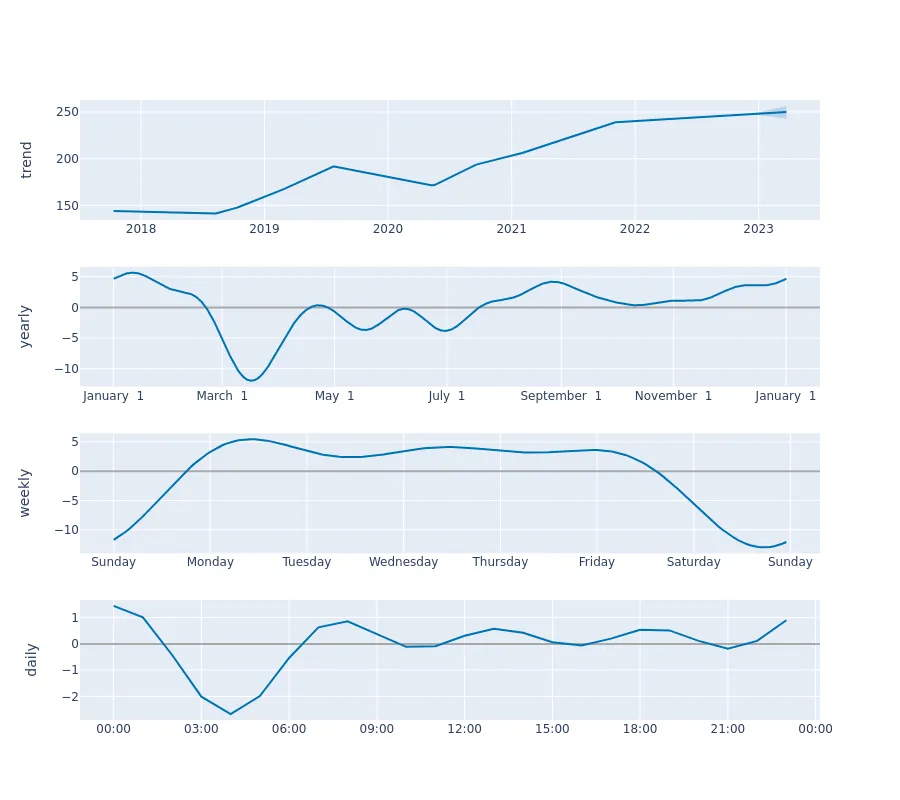 trend
250
200
150
2018 2019 2020 2021 2022 2023
yearly
5
0
−5
−10
January 1 March 1 May 1 July 1 September 1 November 1 January 1
weekly
5
0
−5
−10
Sunday Monday Tuesday Wednesday Thursday Friday Saturday Sunday
daily
1
0
−1
−2
00:00 03:00 06:00 09:00 12:00 15:00 18:00 21:00 00:00